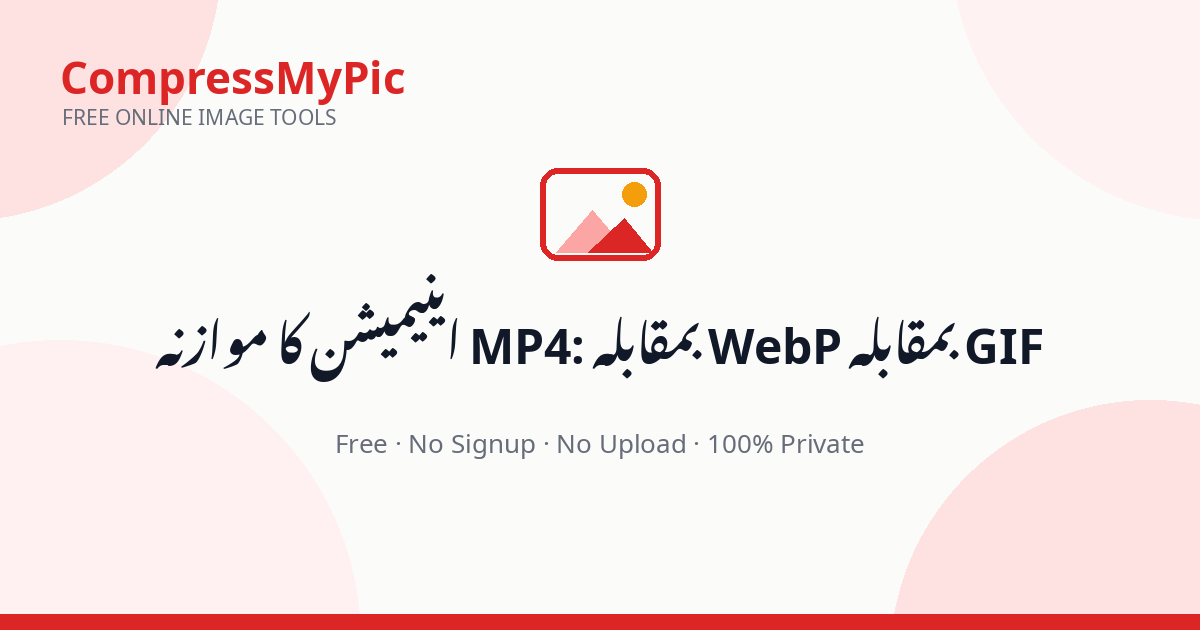 CompressMyPic
FREE ONLINE IMAGE TOOLS
GIF بمقابلہ WebP بمقابلہ MP4: اینیمیشن کا موازنہ
Free · No Signup · No Upload · 100% Private